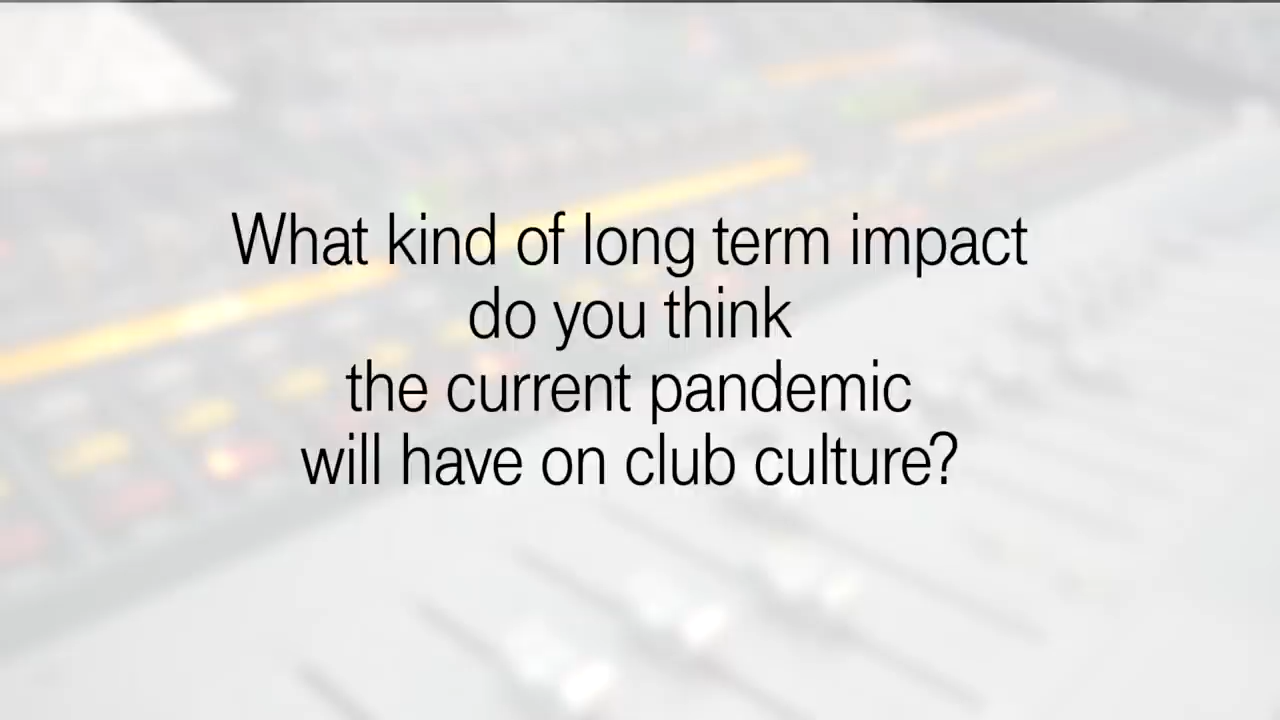 What kind of long term impact
do you think
the current pandemic
will have on club culture?